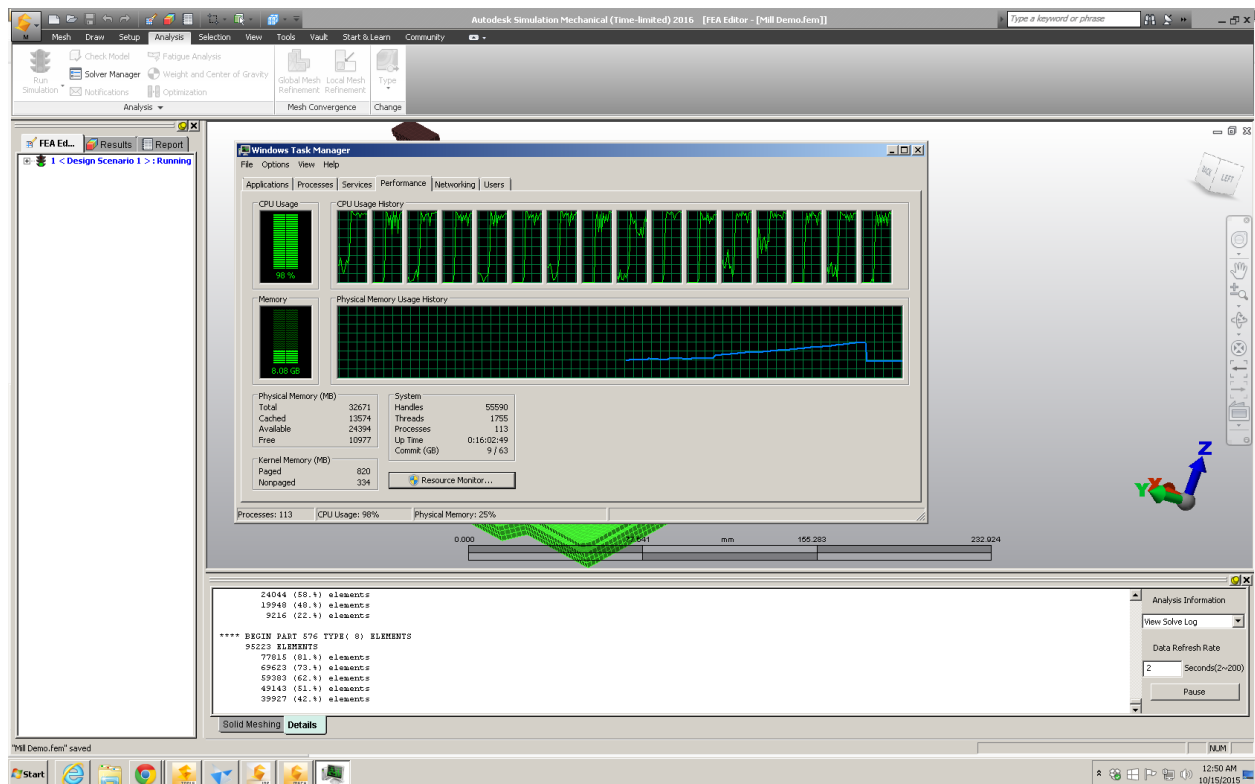 Autodesk Simulation Mechanical (Time-limited) 2016 [FEA Editor - [Mill Demo.fem]]
Type a keyword or phrase
M Mesh Draw Setup Analysis Selection View Tools Vault Start & Learn Community
Run Simulation
Check Model
Fatigue Analysis
Solver Manager
Weight and Center of Gravity
Notifications
Optimization
Global Mesh Refinement
Local Mesh Refinement
Type
Analysis
Mesh Convergence
Change
FEA Ed... Results Report
1 < Design Scenario 1 > : Running
BACK LEFT
Windows Task Manager
File Options View Help
Applications Processes Services Performance Networking Users
CPU Usage
CPU Usage History
98 %
Memory
Physical Memory Usage History
8.08 GB
Physical Memory (MB)
Total 32671
Cached 13574
Available 24394
Free 10977
System
Handles 55590
Threads 1755
Processes 113
Up Time 0:16:02:49
Commit (GB) 9 / 63
Kernel Memory (MB)
Paged 820
Nonpaged 334
Resource Monitor...
Processes: 113 CPU Usage: 98% Physical Memory: 25%
Z
Y X
0.000 mm 155.283 232.924
24044 (58.%) elements
19948 (48.%) elements
9216 (22.%) elements
**** BEGIN PART 576 TYPE( 8) ELEMENTS
95223 ELEMENTS
77815 (81.%) elements
69623 (73.%) elements
59383 (62.%) elements
49143 (51.%) elements
39927 (42.%) elements
Analysis Information
View Solve Log
Data Refresh Rate
2 Seconds(2~200)
Pause
Solid Meshing Details
"Mill Demo.fem" saved
NUM
Start
12:50 AM
10/15/2015